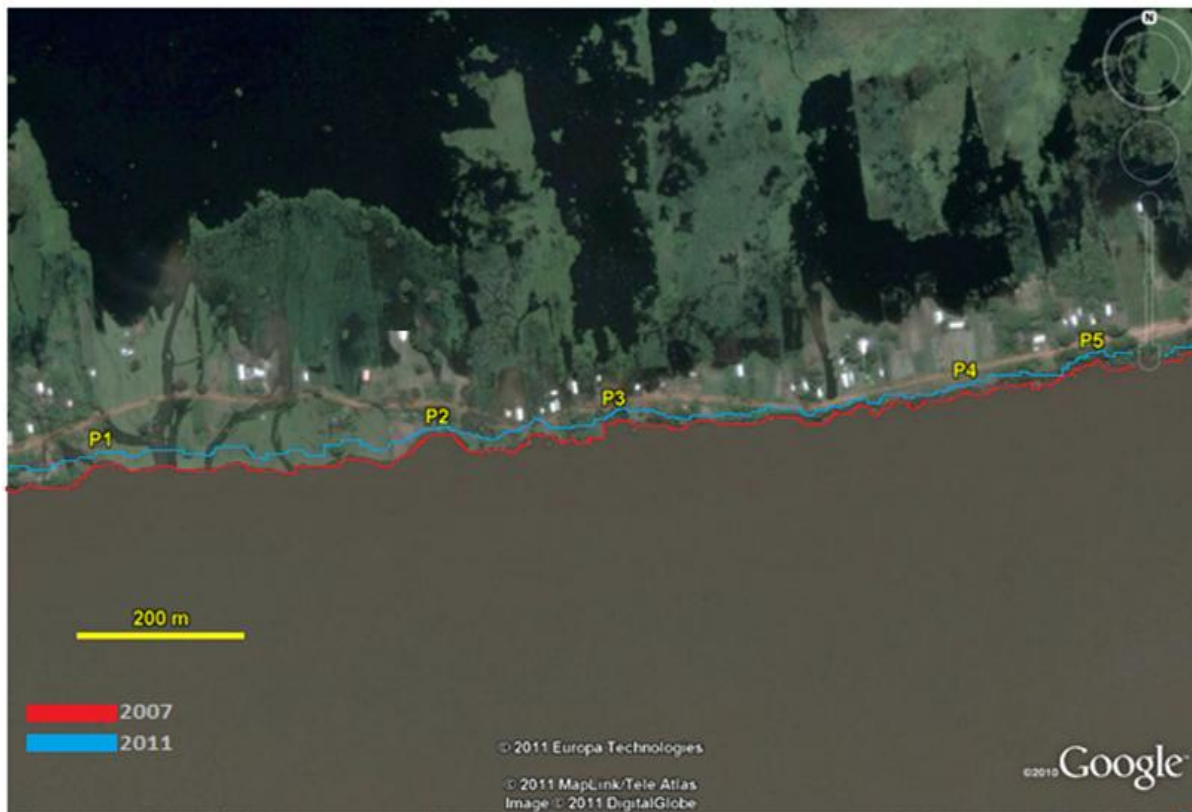 N
P5
P4
P3
P2
P1
200 m
2007
2011
© 2011 Europa Technologies
© 2011 MapLink/Tele Atlas
Image © 2011 DigitalGlobe
©2010 Google